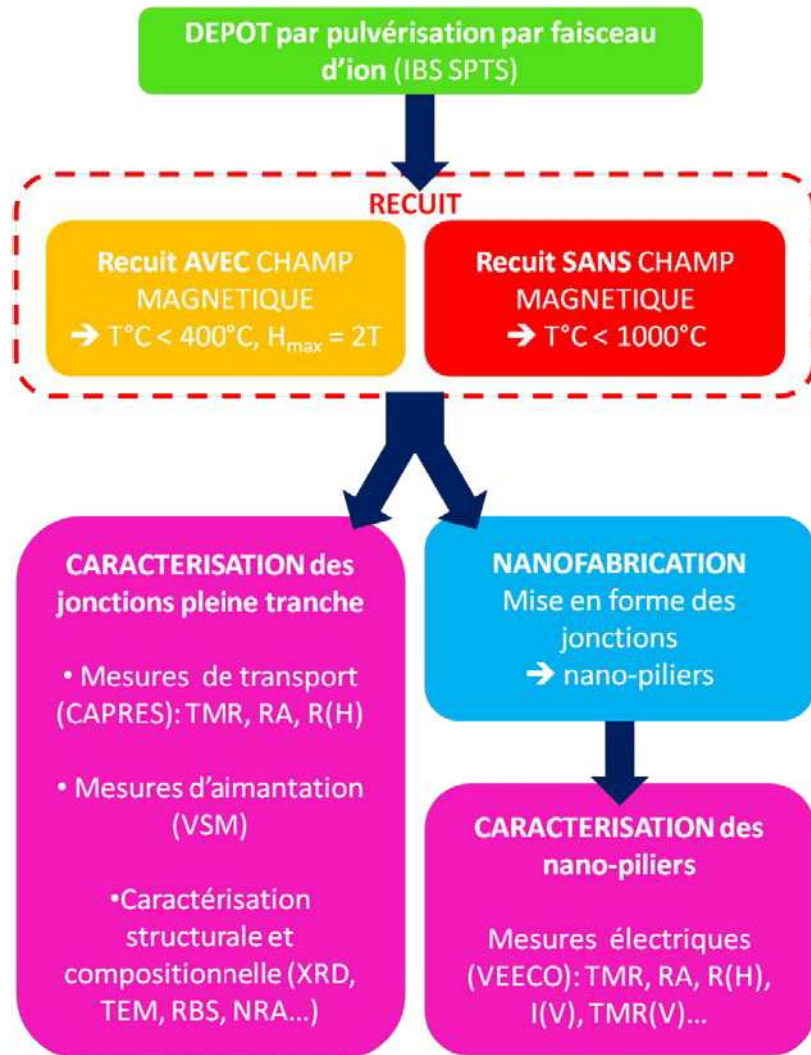 DEPOT par pulvérisation par faisceau
d'ion (IBS SPTS)
RECUIT
Recuit AVEC CHAMP
MAGNETIQUE
➔ T°C < 400°C, Hmax = 2T
Recuit SANS CHAMP
MAGNETIQUE
➔ T°C < 1000°C
CARACTERISATION des
jonctions pleine tranche
• Mesures de transport
(CAPRES): TMR, RA, R(H)
• Mesures d'aimantation
(VSM)
•Caractérisation
structurale et
compositionnelle (XRD,
TEM, RBS, NRA...)
NANOFABRICATION
Mise en forme des
jonctions
➔ nano-piliers
CARACTERISATION des
nano-piliers
Mesures électriques
(VEECO): TMR, RA, R(H),
I(V), TMR(V)...